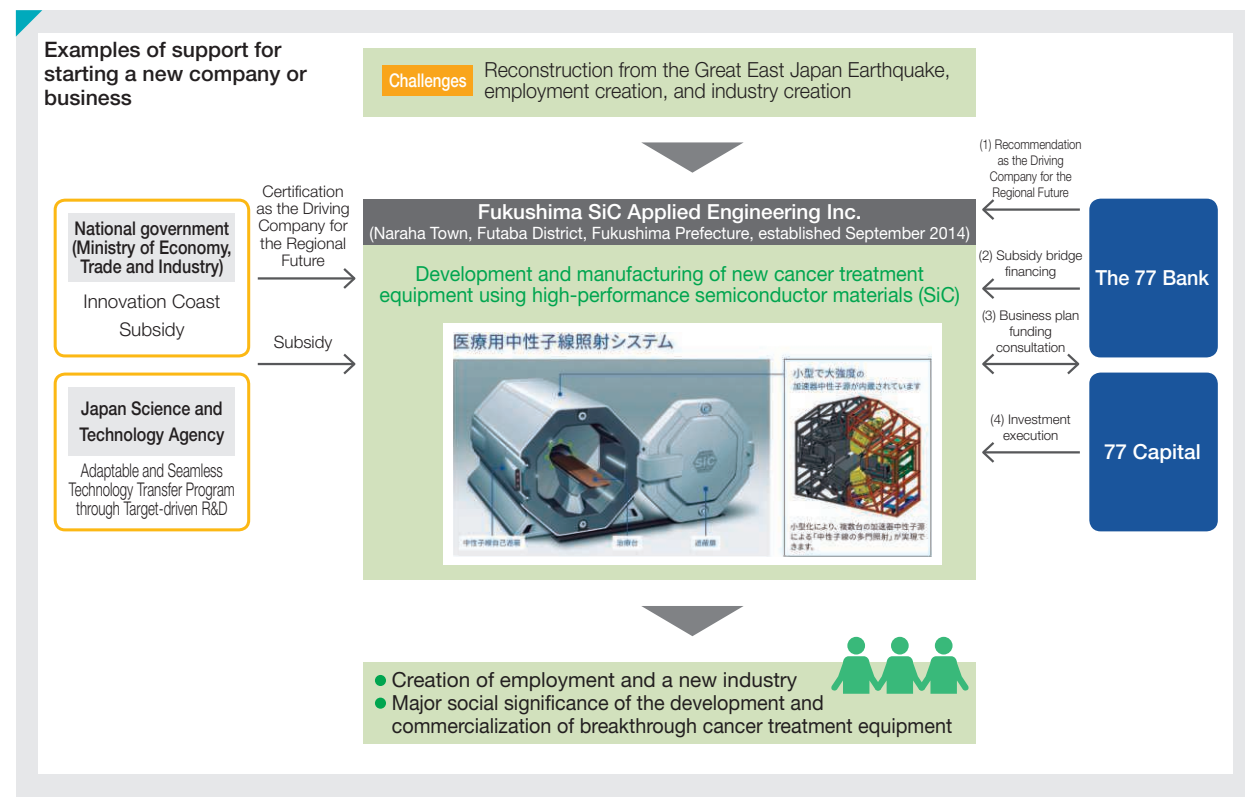 Examples of support for
starting a new company or
business
Challenges
Reconstruction from the Great East Japan Earthquake,
employment creation, and industry creation
National government
(Ministry of Economy,
Trade and Industry)
Innovation Coast
Subsidy
Japan Science and
Technology Agency
Adaptable and Seamless
Technology Transfer Program
through Target-driven R&D
Certification
as the Driving
Company for
the Regional
Future
Subsidy
Fukushima SiC Applied Engineering Inc.
(Naraha Town, Futaba District, Fukushima Prefecture, established September 2014)
Development and manufacturing of new cancer treatment
equipment using high-performance semiconductor materials (SiC)
医療用中性子線照射システム
SiC
中性子線自己遮蔽
治療台
遮蔽扉
小型で大強度の
加速器中性子源が内蔵されています
小型化により、複数台の加速器中性子源
による「中性子線の多門照射」が実現で
きます。
(1) Recommendation
as the Driving
Company for the
Regional Future
(2) Subsidy bridge
financing
(3) Business plan
funding
consultation
(4) Investment
execution
The 77 Bank
77 Capital
● Creation of employment and a new industry
● Major social significance of the development and
commercialization of breakthrough cancer treatment equipment